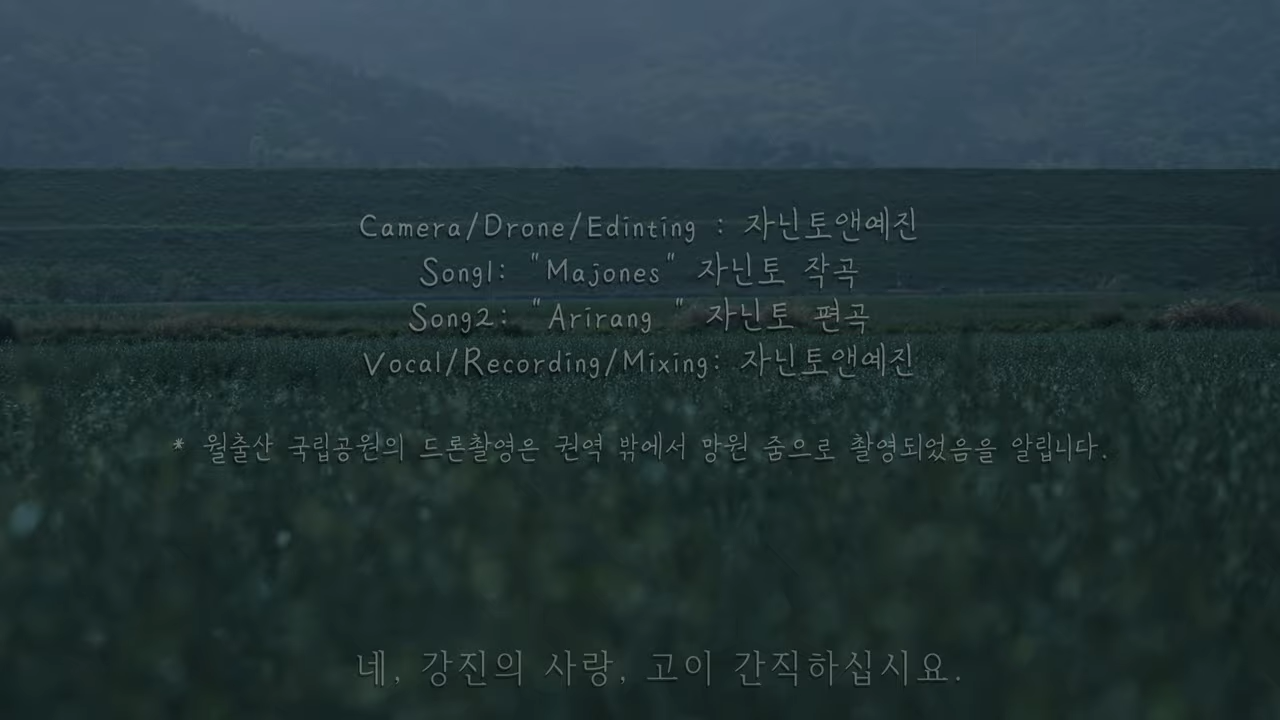 Camera/Drone/Edinting : 자닌토앤예진
Song1: "Majones" 자닌토 작곡
Song2: "Arirang " 자닌토 편곡
Vocal/Recording/Mixing: 자닌토앤예진
* 월출산 국립공원의 드론촬영은 권역 밖에서 망원 줌으로 촬영되었음을 알립니다.
네, 강진의 사랑, 고이 간직하십시요.